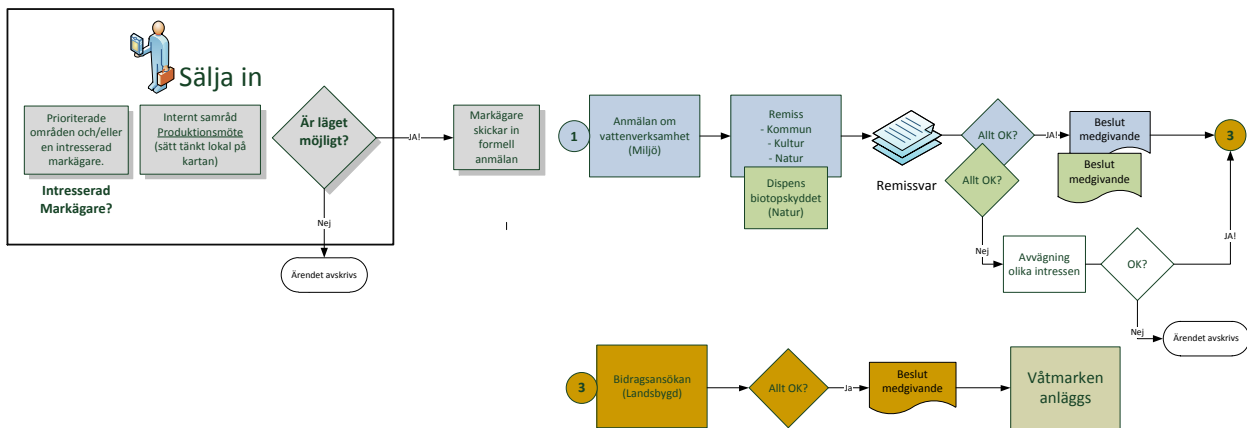 Sälja in
Prioriterade
områden och/eller
en intresserad
markägare.
Intresserad
Markägare?
Internt samråd
Produktionsmöte
(sätt tänkt lokal på
kartan)
Är läget
möjligt?
JA!
Nej
Ärendet avskrivs
Markägare
skickar in
formell
anmälan
I
1
Anmälan om
vattenverksamhet
(Miljö)
Remiss
- Kommun
- Kultur
- Natur
Dispens
biotopskyddet
(Natur)
Remissvar
Allt OK?
JA!
Allt OK?
Beslut
medgivande
Beslut
medgivande
3
Nej
Avvägning
olika intressen
OK?
JA!
Nej
Ärendet avskrivs
3
Bidragsansökan
(Landsbygd)
Allt OK?
Ja
Beslut
medgivande
Våtmarken
anläggs